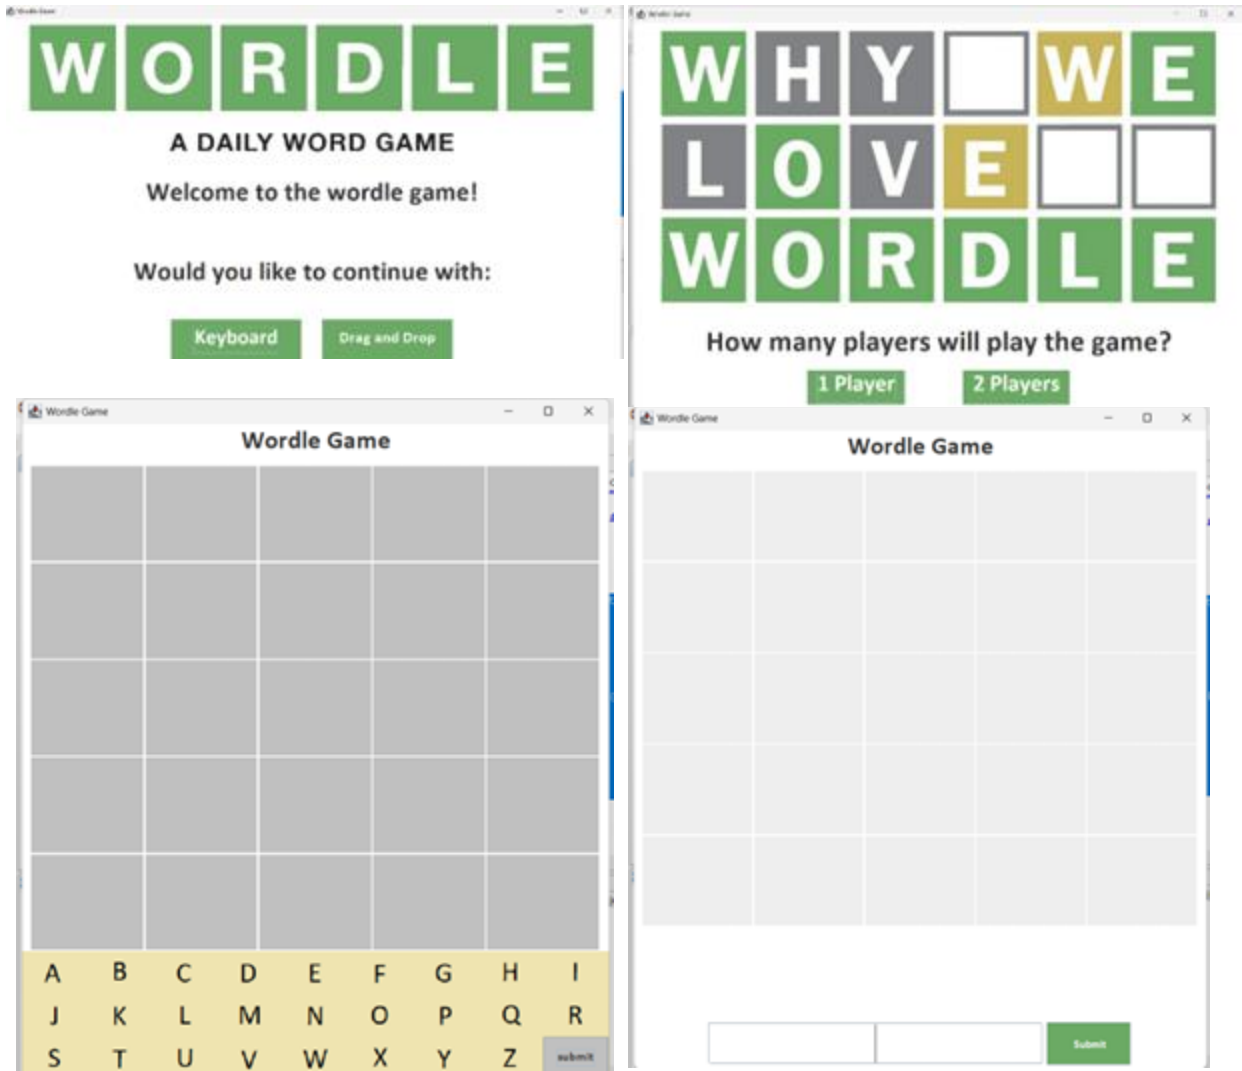 Wordle Game
WORDLE
A DAILY WORD GAME
Welcome to the wordle game!
Would you like to continue with:
Keyboard Drag and Drop
Wordle Game
WHY WE
LOVE
WORDLE
How many players will play the game?
1 Player 2 Players
Wordle Game
Wordle Game
A B C D E F G H I
J K L M N O P Q R
S T U V W X Y Z submit
Wordle Game
Wordle Game
Submit